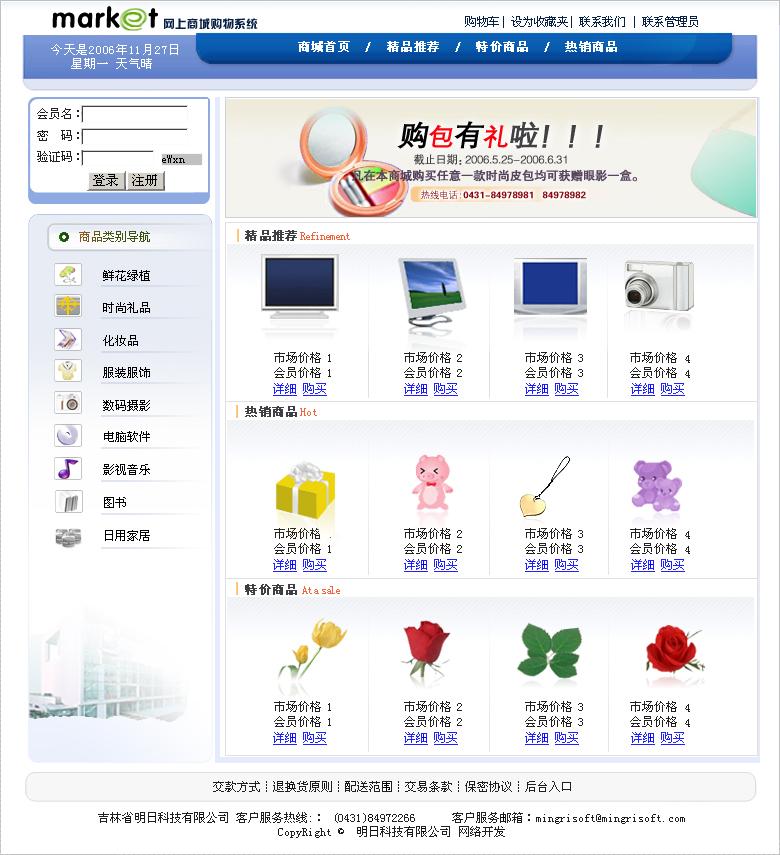 market 网上商城购物系统
购物车 | 设为收藏夹 | 联系我们 | 联系管理员
今天是2006年11月27日
星期一 天气晴
商城首页 / 精品推荐 / 特价商品 / 热销商品
会员名：
密 码：
验证码： eWxn
登录 注册
购包有礼啦！！！
截止日期：2006.5.25-2006.6.31
凡在本商城购买任意一款时尚皮包均可获赠眼影一盒。
热线电话：0431-84978981 84978982
商品类别导航
鲜花绿植
时尚礼品
化妆品
服装服饰
数码摄影
电脑软件
影视音乐
图书
日用家居
精品推荐 Refinement
市场价格 1 市场价格 2 市场价格 3 市场价格 4
会员价格 1 会员价格 2 会员价格 3 会员价格 4
详细 购买 详细 购买 详细 购买 详细 购买
热销商品 Hot
市场价格 市场价格 2 市场价格 3 市场价格 4
会员价格 1 会员价格 2 会员价格 3 会员价格 4
详细 购买 详细 购买 详细 购买 详细 购买
特价商品 At a sale
市场价格 1 市场价格 2 市场价格 3 市场价格 4
会员价格 1 会员价格 2 会员价格 3 会员价格 4
详细 购买 详细 购买 详细 购买 详细 购买
交款方式┊退换货原则┊配送范围┊交易条款┊保密协议┊后台入口
吉林省明日科技有限公司 客户服务热线：： (0431)84972266 客户服务邮箱：mingrisoft@mingrisoft.com
CopyRight © 明日科技有限公司 网络开发